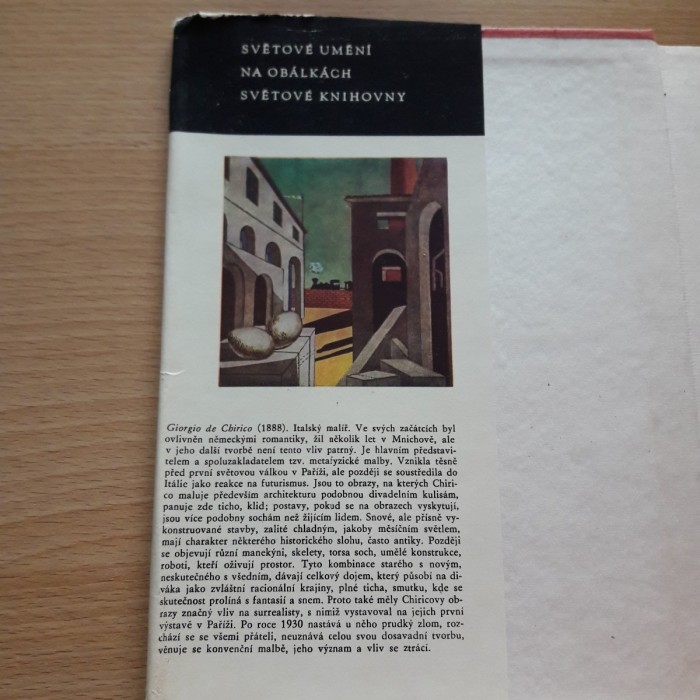 SVĚTOVÉ UMĚNÍ
NA OBÁLKÁCH
SVĚTOVÉ KNIHOVNY
Giorgio de Chirico (1888). Italský malíř. Ve svých začátcích byl
ovlivněn německými romantiky, žil několik let v Mnichově, ale
v jeho další tvorbě není tento vliv patrný. Je hlavním představi-
telem a spoluzakladatelem tzv. metafyzické malby. Vznikla těsně
před první světovou válkou v Paříži, ale později se soustředila do
Itálie jako reakce na futurismus. Jsou to obrazy, na kterých Chiri-
co maluje především architekturu podobnou divadelním kulisám,
panuje zde ticho, klid; postavy, pokud se na obrazech vyskytují,
jsou více podobny sochám než žijícím lidem. Snové, ale přísně vy-
konstruované stavby, zalité chladným, jakoby měsíčním světlem,
mají charakter některého historického slohu, často antiky. Později
se objevují různí manekýni, skelety, torsa soch, umělé konstrukce,
roboti, kteří oživují prostor. Tyto kombinace starého s novým,
neskutečného s všedním, dávají celkový dojem, který působí na di-
váka jako zvláštní racionální krajiny, plné ticha, smutku, kde se
skutečnost prolíná s fantasií a snem. Proto také měly Chiricovy ob-
razy značný vliv na surrealisty, s nimiž vystavoval na jejich první
výstavě v Paříži. Po roce 1930 nastává u něho prudký zlom, roz-
chází se se všemi přáteli, neuznává celou svou dosavadní tvorbu,
věnuje se konvenční malbě, jeho význam a vliv se ztrácí.